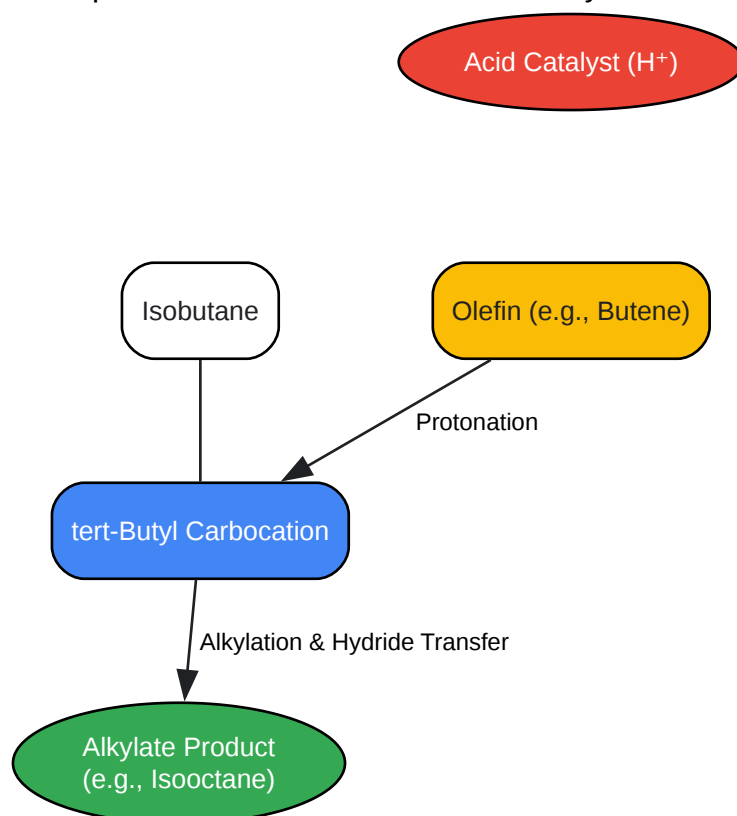 Acid Catalyst (H⁺)
Isobutane
Olefin (e.g., Butene)
Protonation
tert-Butyl Carbocation
Alkylation & Hydride Transfer
Alkylate Product
(e.g., Isooctane)